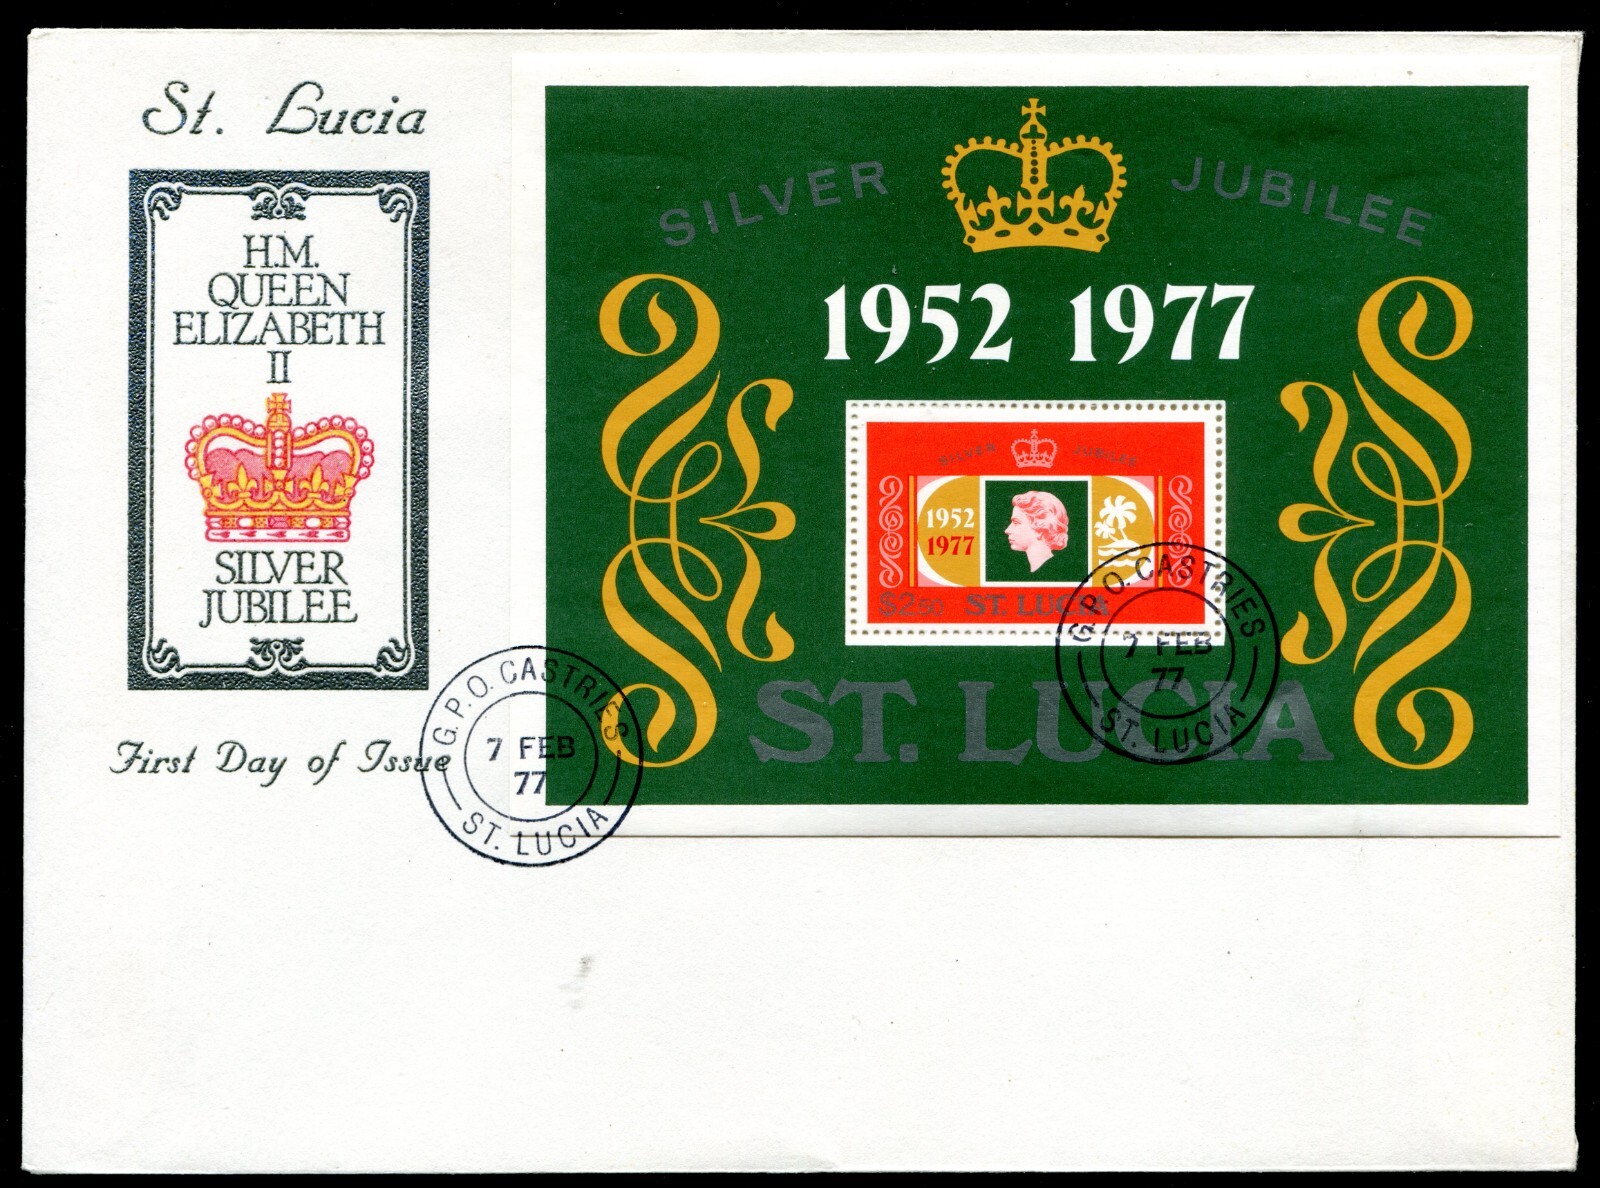 St. Lucia
H.M.
QUEEN
ELIZABETH
II
SILVER
JUBILEE
First Day of Issue
G.P.O. CASTRIES
7 FEB
77
ST. LUCIA
SILVER JUBILEE
1952 1977
SILVER JUBILEE
1952
1977
$2.50 ST. LUCIA
G.P.O. CASTRIES
7 FEB
77
ST. LUCIA
ST. LUCIA